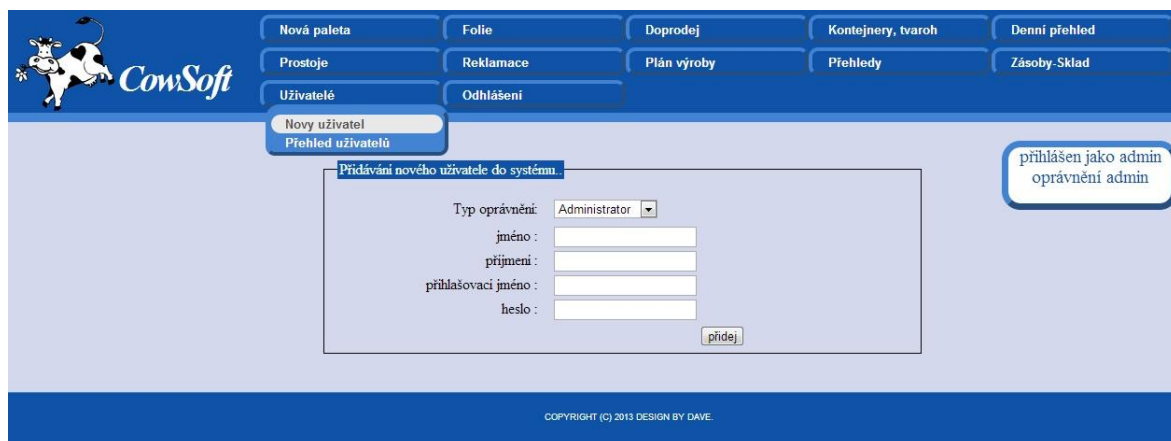 CowSoft
Nová paleta Folie Doprodej Kontejnery, tvaroh Denní přehled
Prostoje Reklamace Plán výroby Přehledy Zásoby-Sklad
Uživatelé Odhlášení
Novy uživatel
Přehled uživatelů
přihlášen jako admin
oprávnění admin
Přidávání nového uživatele do systému..
Typ oprávnění: Administrator
jméno :
příjmeni :
přihlašovací jméno :
heslo :
přidej
COPYRIGHT (C) 2013 DESIGN BY DAVE.